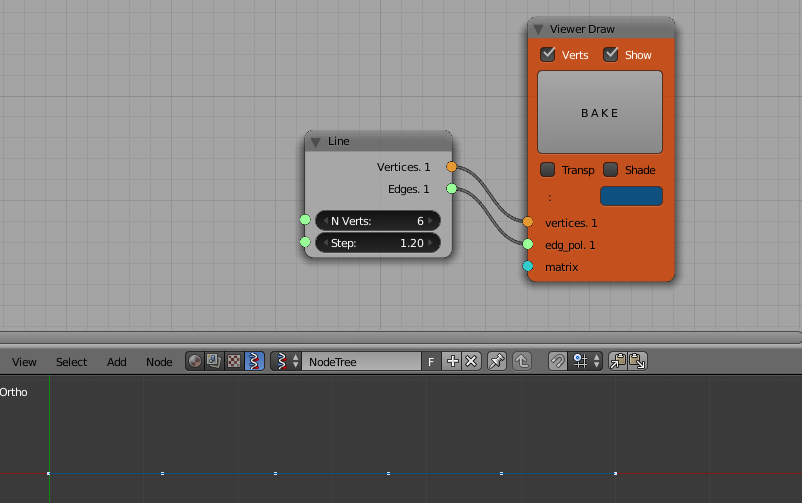 Viewer Draw
Verts Show
BAKE
Transp Shade
:
vertices. 1
edg_pol. 1
matrix
Line
Vertices. 1
Edges. 1
N Verts: 6
Step: 1.20
View Select Add Node NodeTree F
Ortho